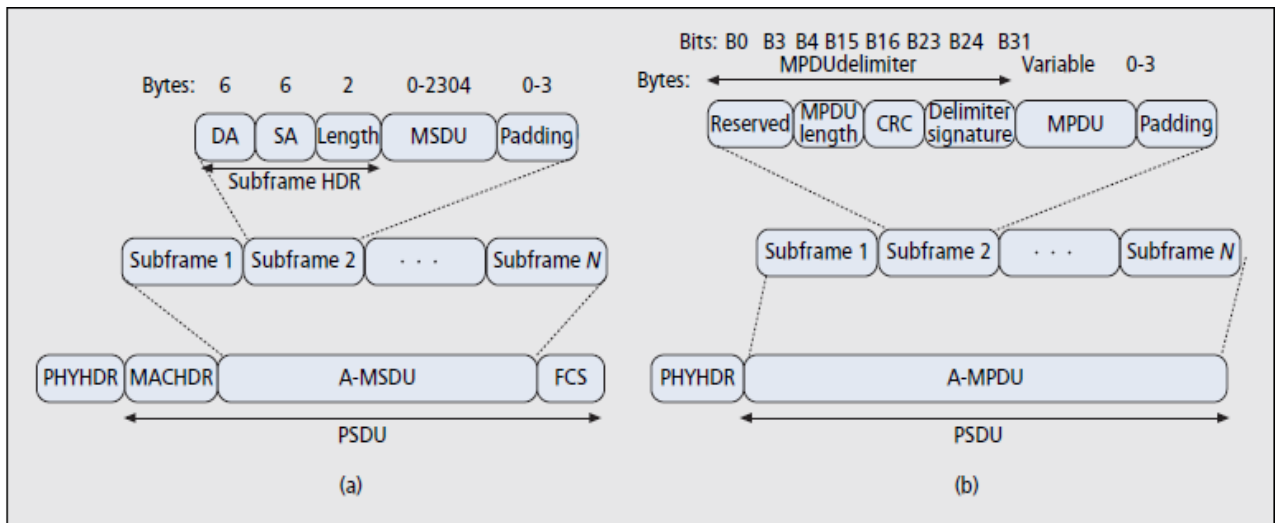 Bytes: 6 6 2 0-2304 0-3
DA SA Length MSDU Padding
Subframe HDR
Subframe 1 Subframe 2 . . . Subframe N
PHYHDR MACHDR A-MSDU FCS
PSDU
(a)
Bits: B0 B3 B4 B15 B16 B23 B24 B31
MPDUdelimiter Variable 0-3
Bytes:
Reserved MPDU length CRC Delimiter signature MPDU Padding
Subframe 1 Subframe 2 . . . Subframe N
PHYHDR A-MPDU
PSDU
(b)